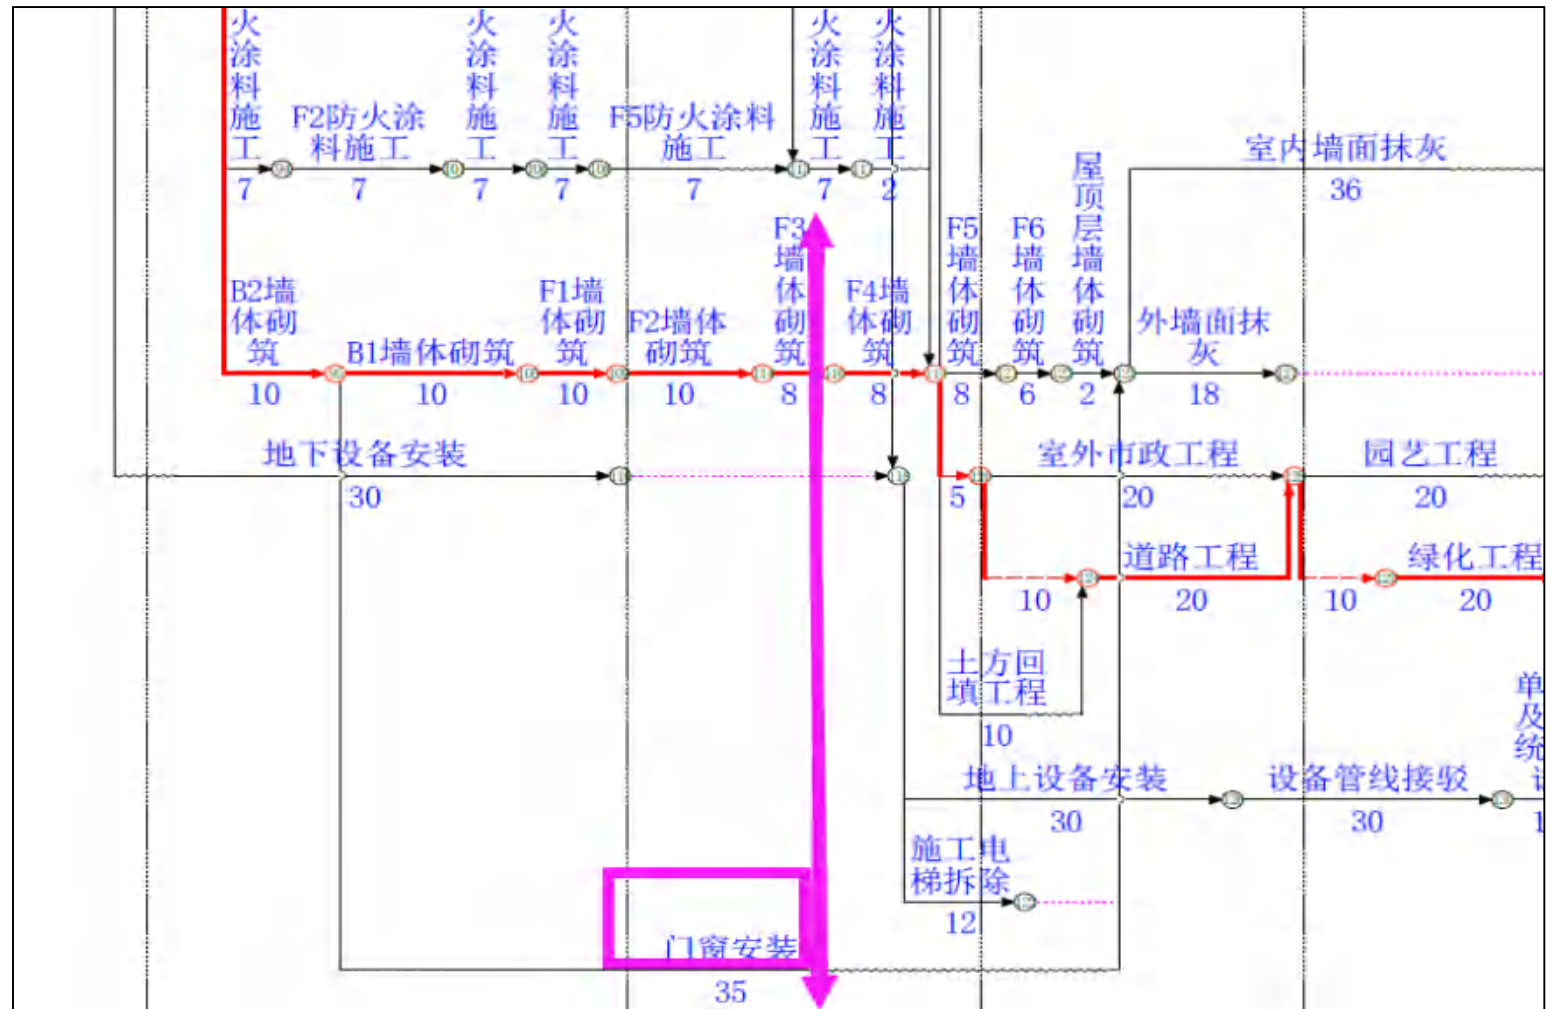 火涂料施工
7
F2防火涂
料施工
7
火涂料施工
7
火涂料施工
7
F5防火涂料
施工
7
火涂料施工
7
火涂料施工
2
室内墙面抹灰
36
B2墙
体砌
筑
10
B1墙体砌筑
10
F1墙
体砌
筑
10
F2墙体
砌筑
10
F3
墙体砌筑
8
F4墙
体砌
筑
8
F5
墙体砌筑
8
F6
墙体砌筑
6
屋顶层墙体砌筑
2
外墙面抹
灰
18
地下设备安装
30
5
室外市政工程
20
园艺工程
20
10
道路工程
20
10
绿化工程
20
土方回
填工程
10
单
及
统
地上设备安装
30
设备管线接驳
30
1
施工电
梯拆除
12
门窗安装
35